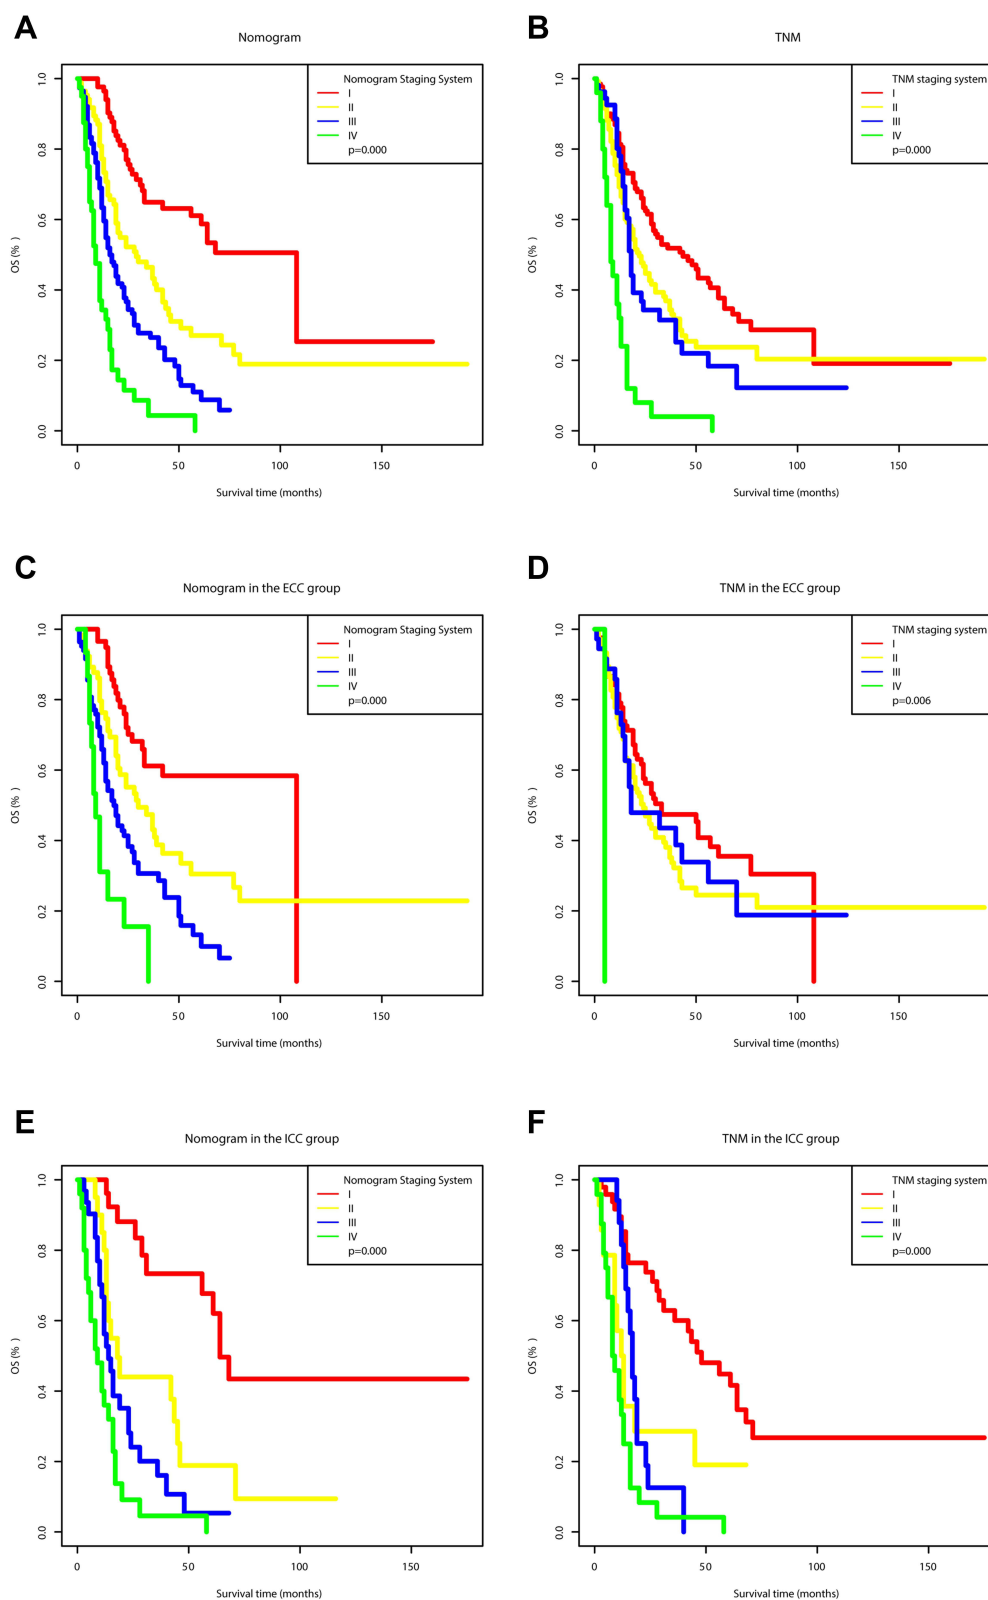 A
Nomogram
Nomogram Staging System
I
II
III
IV
p=0.000
OS (% )
1.0
0.8
0.6
0.4
0.2
0.0
0 50 100 150
Survival time (months)
B
TNM
TNM staging system
I
II
III
IV
p=0.000
OS (% )
1.0
0.8
0.6
0.4
0.2
0.0
0 50 100 150
Survival time (months)
C
Nomogram in the ECC group
Nomogram Staging System
I
II
III
IV
p=0.000
OS (% )
1.0
0.8
0.6
0.4
0.2
0.0
0 50 100 150
Survival time (months)
D
TNM in the ECC group
TNM staging system
I
II
III
IV
p=0.006
OS (% )
1.0
0.8
0.6
0.4
0.2
0.0
0 50 100 150
Survival time (months)
E
Nomogram in the ICC group
Nomogram Staging System
I
II
III
IV
p=0.000
OS (% )
1.0
0.8
0.6
0.4
0.2
0.0
0 50 100 150
Survival time (months)
F
TNM in the ICC group
TNM staging system
I
II
III
IV
p=0.000
OS (% )
1.0
0.8
0.6
0.4
0.2
0.0
0 50 100 150
Survival time (months)